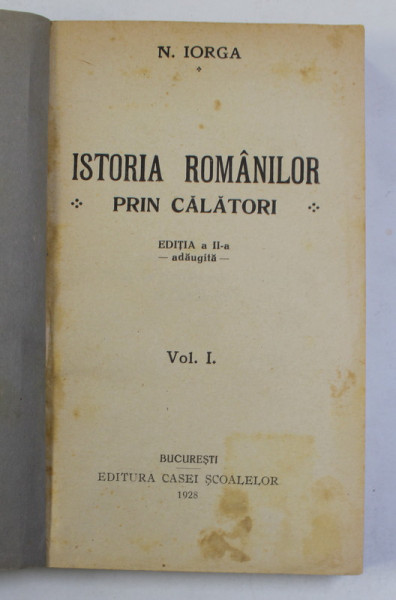 N. IORGA
ISTORIA ROMÂNILOR
PRIN CĂLĂTORI
EDIȚIA a II-a
— adăugită —
Vol. I.
BUCUREȘTI
EDITURA CASEI ȘCOALELOR
1928